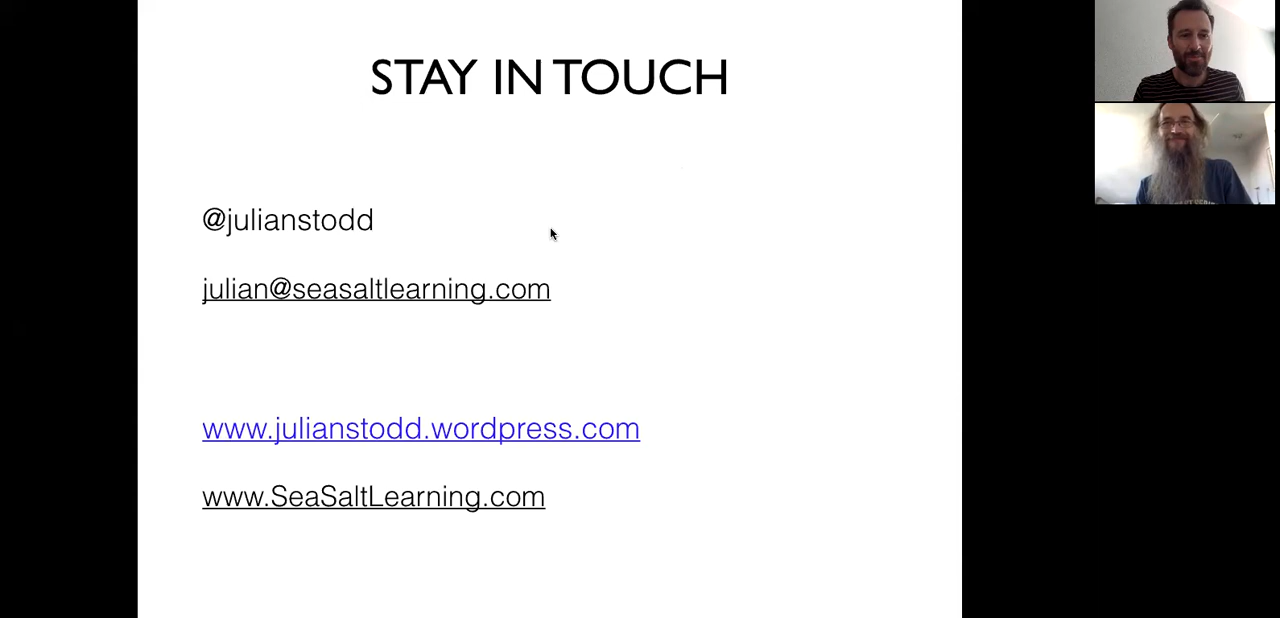 STAY IN TOUCH
@julianstodd
julian@seasaltlearning.com
www.julianstodd.wordpress.com
www.SeaSaltLearning.com